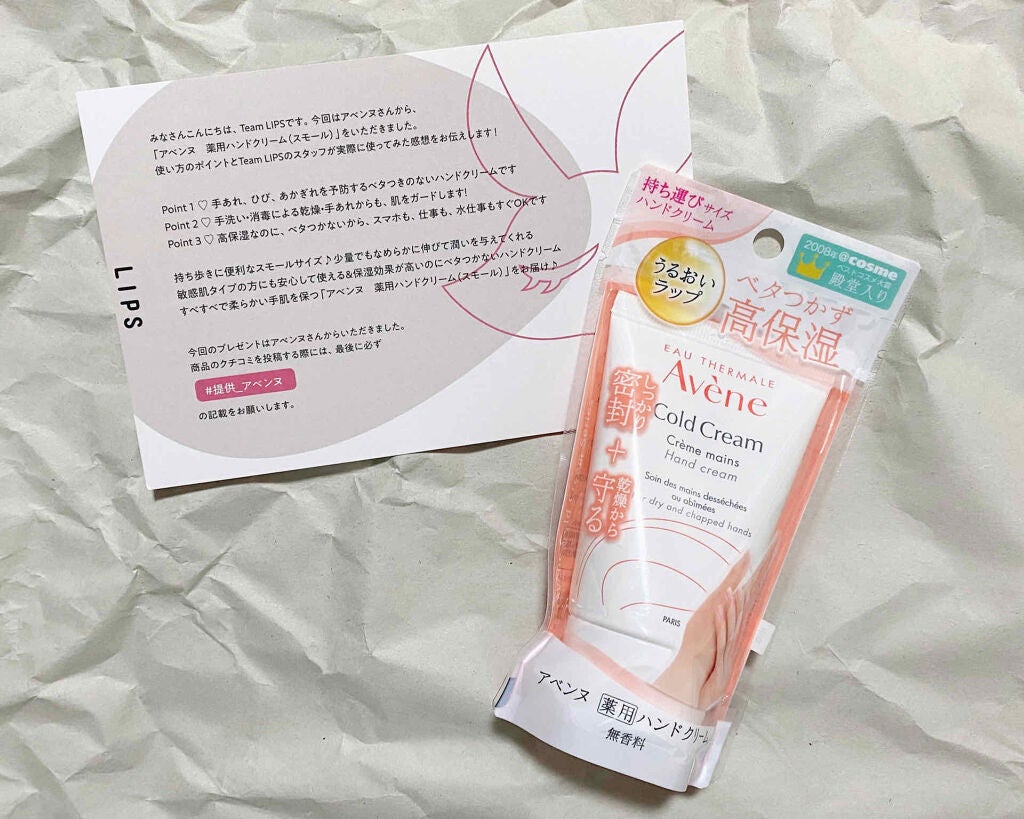 みなさんこんにちは、Team LIPSです。今回はアベンヌさんから、
「アベンヌ　薬用ハンドクリーム（スモール）」をいただきました。
使い方のポイントとTeam LIPSのスタッフが実際に使ってみた感想をお伝えします！
Point 1 ♡ 手あれ、ひび、あかぎれを予防するベタつきのないハンドクリームです
Point 2 ♡ 手洗い・消毒による乾燥・手あれからも、肌をガードします！
Point 3 ♡ 高保湿なのに、ベタつかないから、スマホも、仕事も、水仕事もすぐOKです
持ち歩きに便利なスモールサイズ♪少量でもなめらかに伸びて潤いを与えてくれる
敏感肌タイプの方にも安心して使える&保湿効果が高いのにベタつかないハンドクリーム
すべすべで柔らかい手肌を保つ「アベンヌ　薬用ハンドクリーム（スモール）」をお届け♪
今回のプレゼントはアベンヌさんからいただきました。
商品のクチコミを投稿する際には、最後に必ず
#提供_アベンヌ
の記載をお願いします。
LIPS
持ち運びサイズ
ハンドクリーム
うるおい
ラップ
2008年@cosme
ベストコスメ大賞
殿堂入り
ベタつかず
高保湿
EAU THERMALE
Avène
Cold Cream
Crème mains
Hand cream
Soin des mains desséchées
ou abîmées
dry and chapped hands
しっかり
密封
+
乾燥から
守る
PARIS
アベンヌ 薬用 ハンドクリーム
無香料